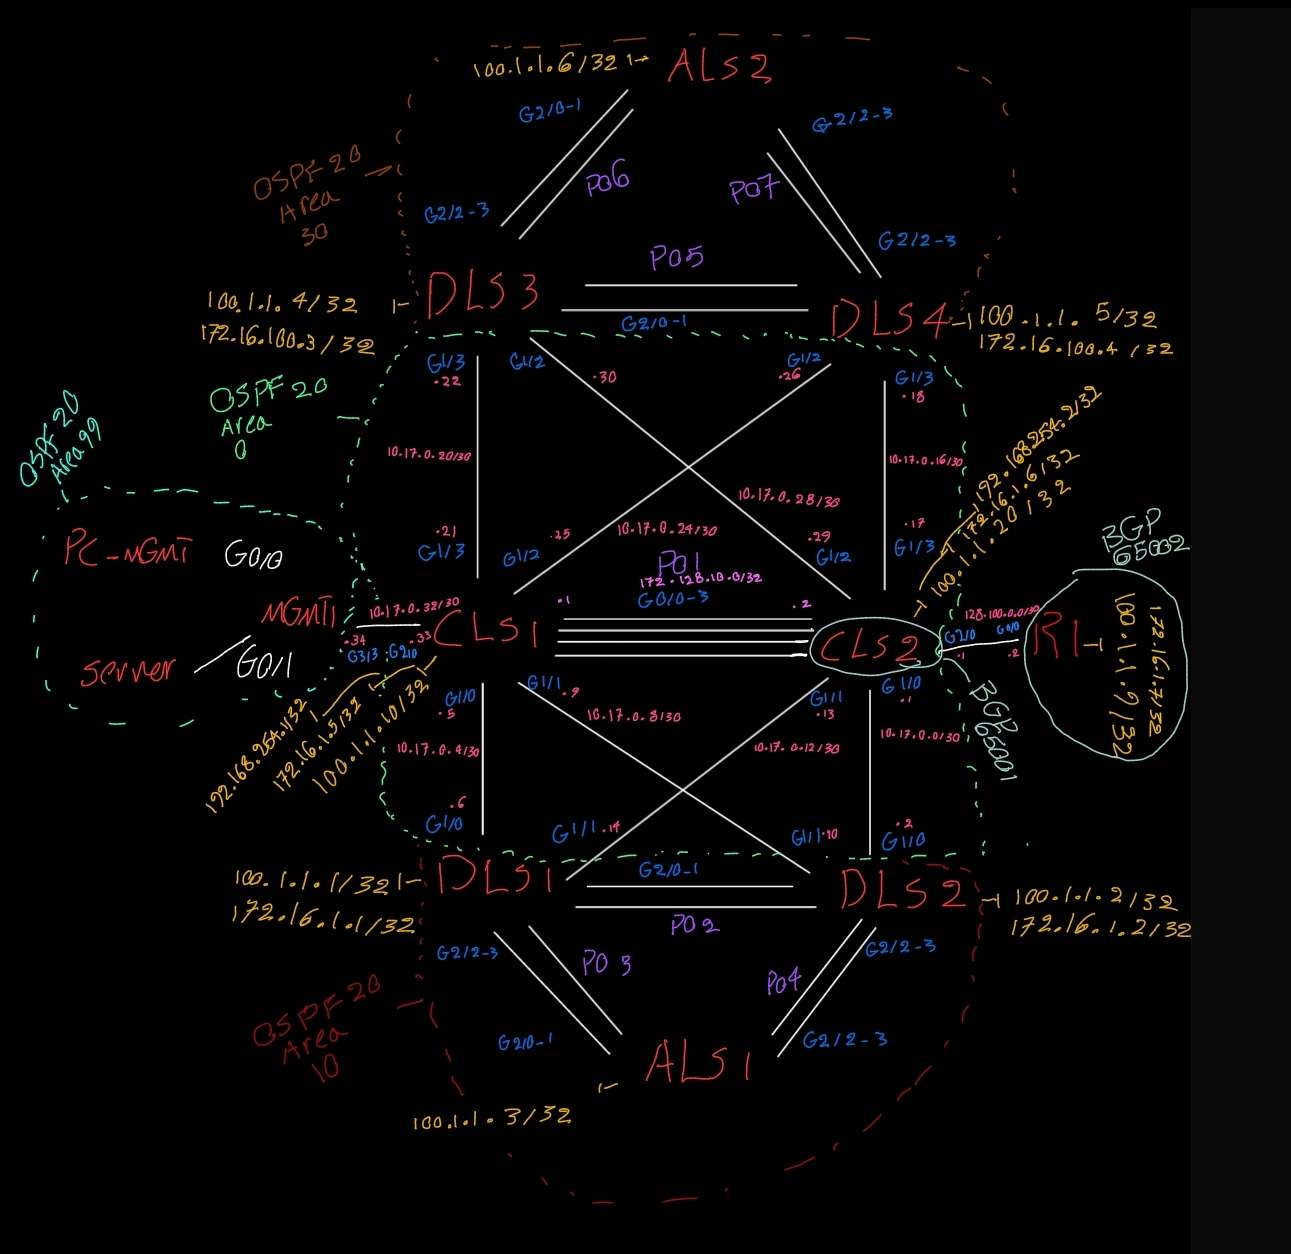 100.1.1.6/32
ALS2
G2/0-1
G2/2-3
OSPF 20
Area
30
PO6
PO7
G2/2-3
G2/2-3
PO5
100.1.1.4/32
172.16.100.3/32
DLS3
G2/0-1
DLS4
100.1.1.5/32
172.16.100.4/32
G1/3
.22
G1/2
.30
G1/2
.26
G1/3
.18
OSPF 20
Area
0
OSPF 20
Area 99
10.17.0.20/30
10.17.0.16/30
192.168.254.2/32
172.16.1.6/32
100.1.1.20/32
10.17.0.28/30
10.17.0.24/30
.21
G1/3
.25
G1/2
.29
G1/2
.17
G1/3
PO1
172.128.10.0/32
G0/0-3
.1
.2
BGP
65002
PC-MGMT
G0/0
MGMT1
10.17.0.32/30
.34
.33
G3/3
G2/0
CLS1
CLS2
128.100.0.0/30
G2/0
G0/0
.1
.2
R1
100.1.1.9/32
172.16.1.7/32
Server
G0/1
192.168.254.1/32
172.16.1.5/32
100.1.1.10/32
G1/0
.5
G1/1
.9
G1/1
.13
G1/0
.1
BGP
65001
10.17.0.8/30
10.17.0.4/30
10.17.0.12/30
10.17.0.0/30
.6
G1/0
G1/1
.14
G1/1
.10
.2
G1/0
100.1.1.1/32
172.16.1.1/32
DLS1
G2/0-1
PO2
DLS2
100.1.1.2/32
172.16.1.2/32
G2/2-3
PO3
PO4
G2/2-3
OSPF 20
Area
10
G2/0-1
ALS1
G2/2-3
100.1.1.3/32